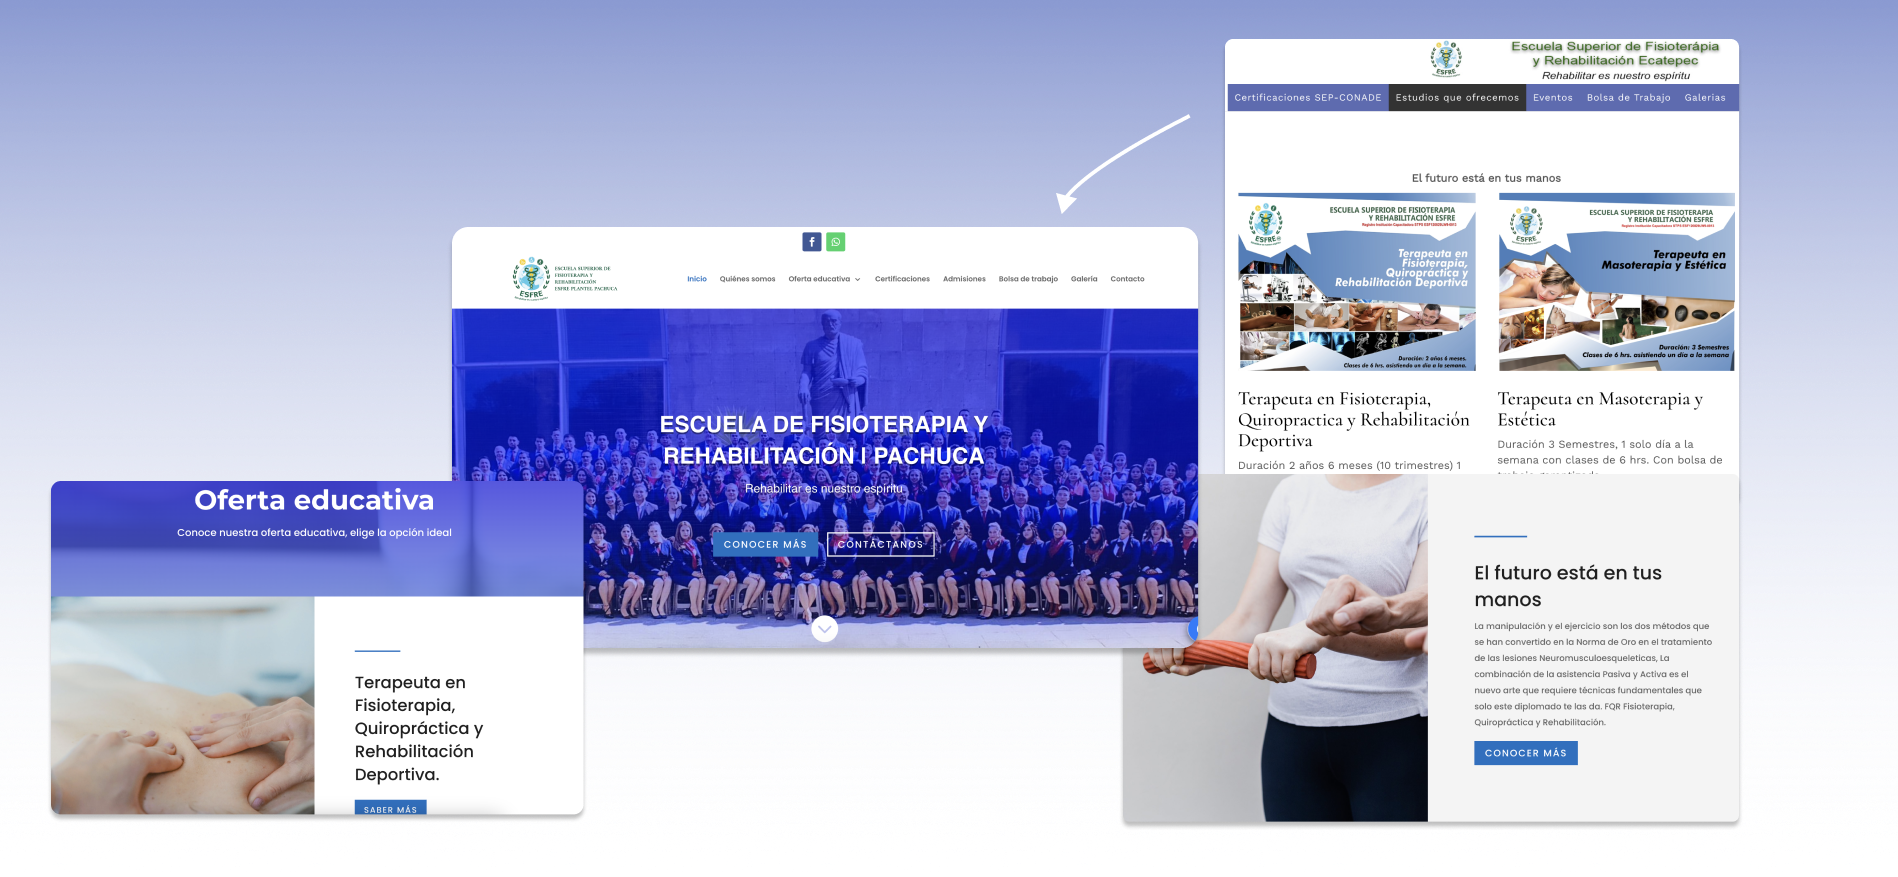 Escuela Superior de Fisioterápia
y Rehabilitación Ecatepec
Rehabilitar es nuestro espíritu
ESFRE
Certificaciones SEP-CONADE Estudios que ofrecemos Eventos Bolsa de Trabajo Galerias
El futuro está en tus manos
ESCUELA SUPERIOR DE FISIOTERAPIA
Y REHABILITACIÓN ESFRE
ESFRE
Terapeuta en
Fisioterapia,
Quiropráctica y
Rehabilitación Deportiva
Duración: 2 años 6 meses.
Clases de 6 hrs. asistiendo un día a la semana.
ESCUELA SUPERIOR DE FISIOTERAPIA
Y REHABILITACIÓN ESFRE
ESFRE
Terapeuta en
Masoterapia y Estética
Duración: 3 Semestres
Clases de 6 hrs. asistiendo un día a la semana
Terapeuta en Fisioterapia,
Quiropractica y Rehabilitación
Deportiva
Duración 2 años 6 meses (10 trimestres) 1
Terapeuta en Masoterapia y
Estética
Duración 3 Semestres, 1 solo día a la
semana con clases de 6 hrs. Con bolsa de
ESFRE
ESCUELA SUPERIOR DE
FISIOTERAPIA Y
REHABILITACIÓN
ESFRE PLANTEL PACHUCA
Inicio Quiénes somos Oferta educativa Certificaciones Admisiones Bolsa de trabajo Galería Contacto
ESCUELA DE FISIOTERAPIA Y
REHABILITACIÓN | PACHUCA
Rehabilitar es nuestro espíritu
CONOCER MÁS CONTÁCTANOS
Oferta educativa
Conoce nuestra oferta educativa, elige la opción ideal
Terapeuta en
Fisioterapia,
Quiropráctica y
Rehabilitación
Deportiva.
SABER MÁS
El futuro está en tus
manos
La manipulación y el ejercicio son los dos métodos que
se han convertido en la Norma de Oro en el tratamiento
de las lesiones Neuromusculoesqueleticas, La
combinación de la asistencia Pasiva y Activa es el
nuevo arte que requiere técnicas fundamentales que
solo este diplomado te las da. FQR Fisioterapia,
Quiropráctica y Rehabilitación.
CONOCER MÁS